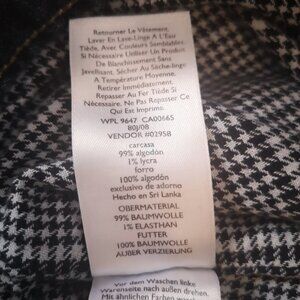 Retourner Le Vêtement,
Laver En Lave-Linge A L'Eau
Tiède, Avec Couleurs Semblables.
Si Nécessaire Utiliser Un Produit
De Blanchissement Sans
Javellisant. Sécher Au Sèche-linge
A Température Moyenne.
Retirer Immédiatement.
Repasser Au Fer Tiède Si
Nécessaire. Ne Pas Repasser Ce
Qui Est Imprimé.
WPL 9647 CA00665
80J/08
VENDOR #0295B
carcasa
99% algodón
1% lycra
forro
100% algodón
exclusivo de adorno
Hecho en Sri Lanka
OBERMATERIAL
99% BAUMWOLLE
1% ELASTHAN
FUTTER
100% BAUMWOLLE
AUßER VERZIERUNG
Vor dem Waschen linke
Warenseite nach außen drehen
Mit ähnlichen Farben